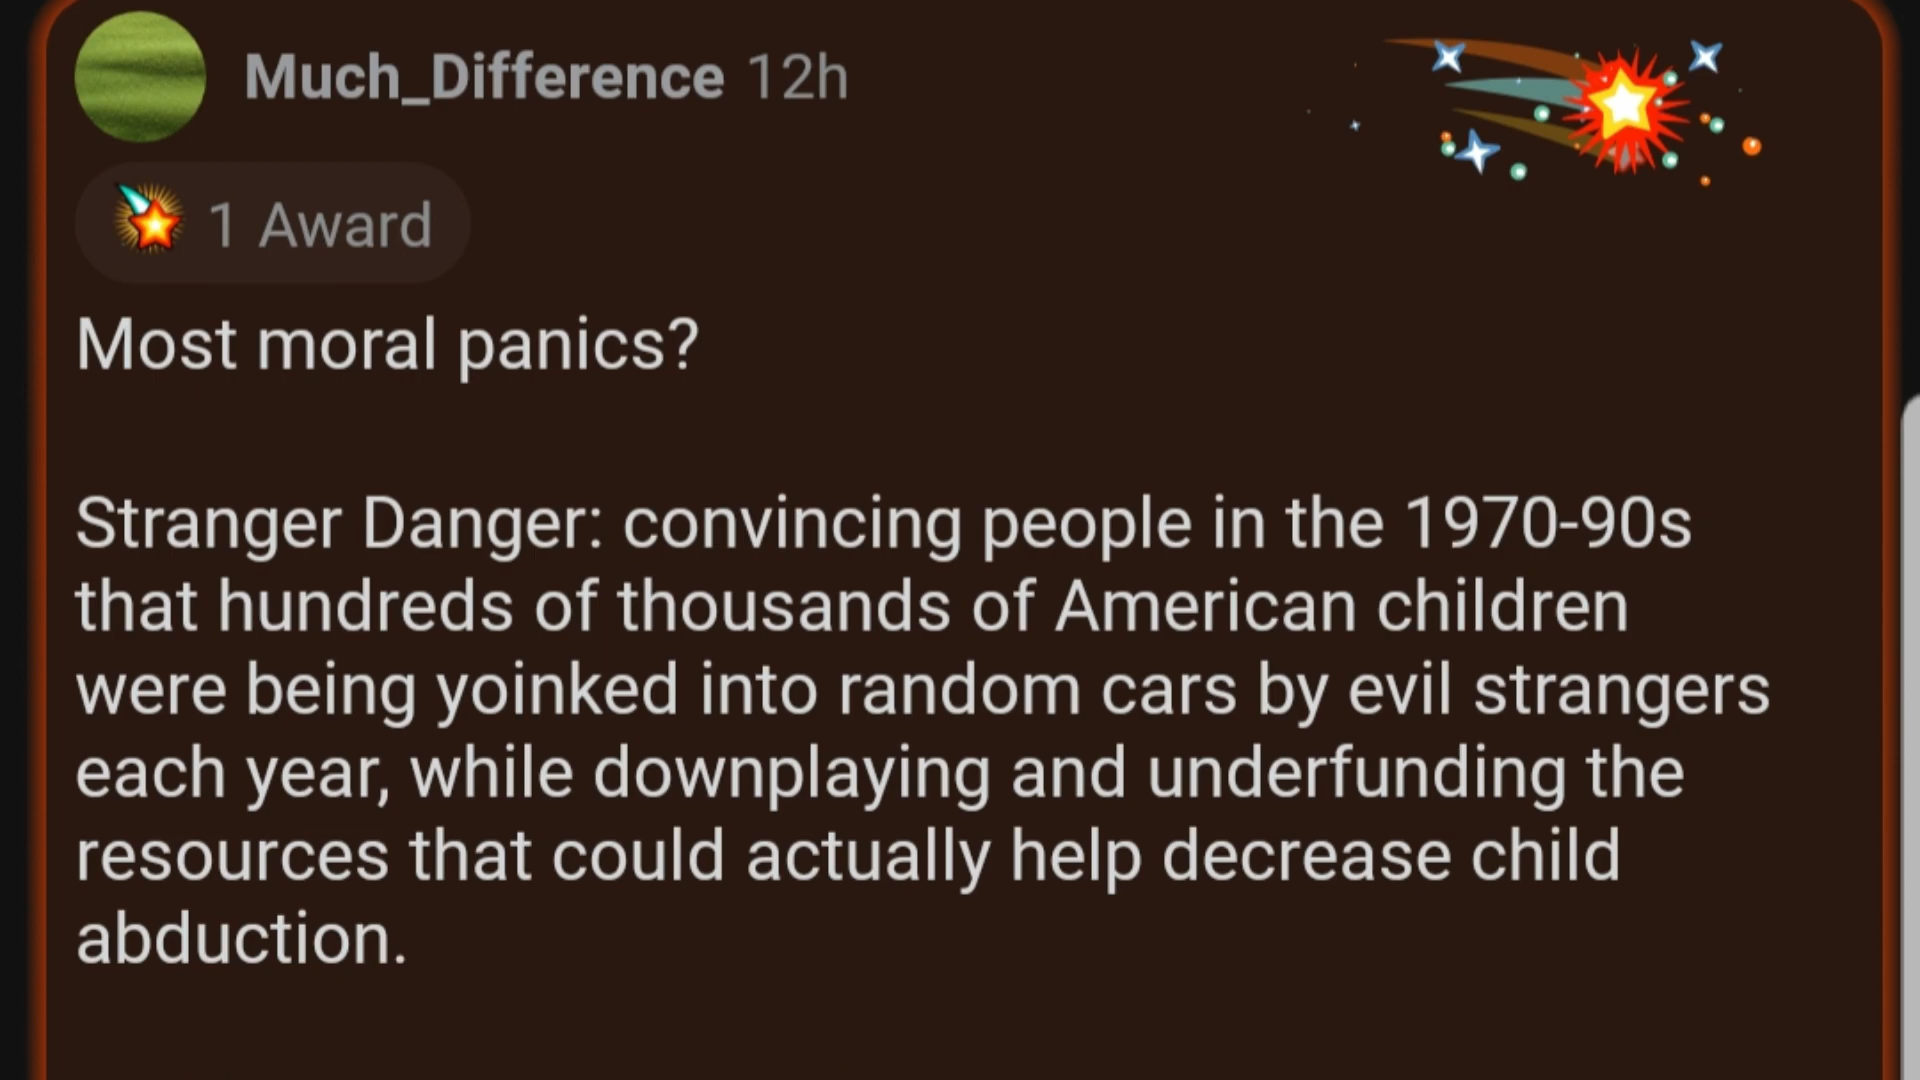 Much_Difference 12h
1 Award
Most moral panics?
Stranger Danger: convincing people in the 1970-90s
that hundreds of thousands of American children
were being yoinked into random cars by evil strangers
each year, while downplaying and underfunding the
resources that could actually help decrease child
abduction.